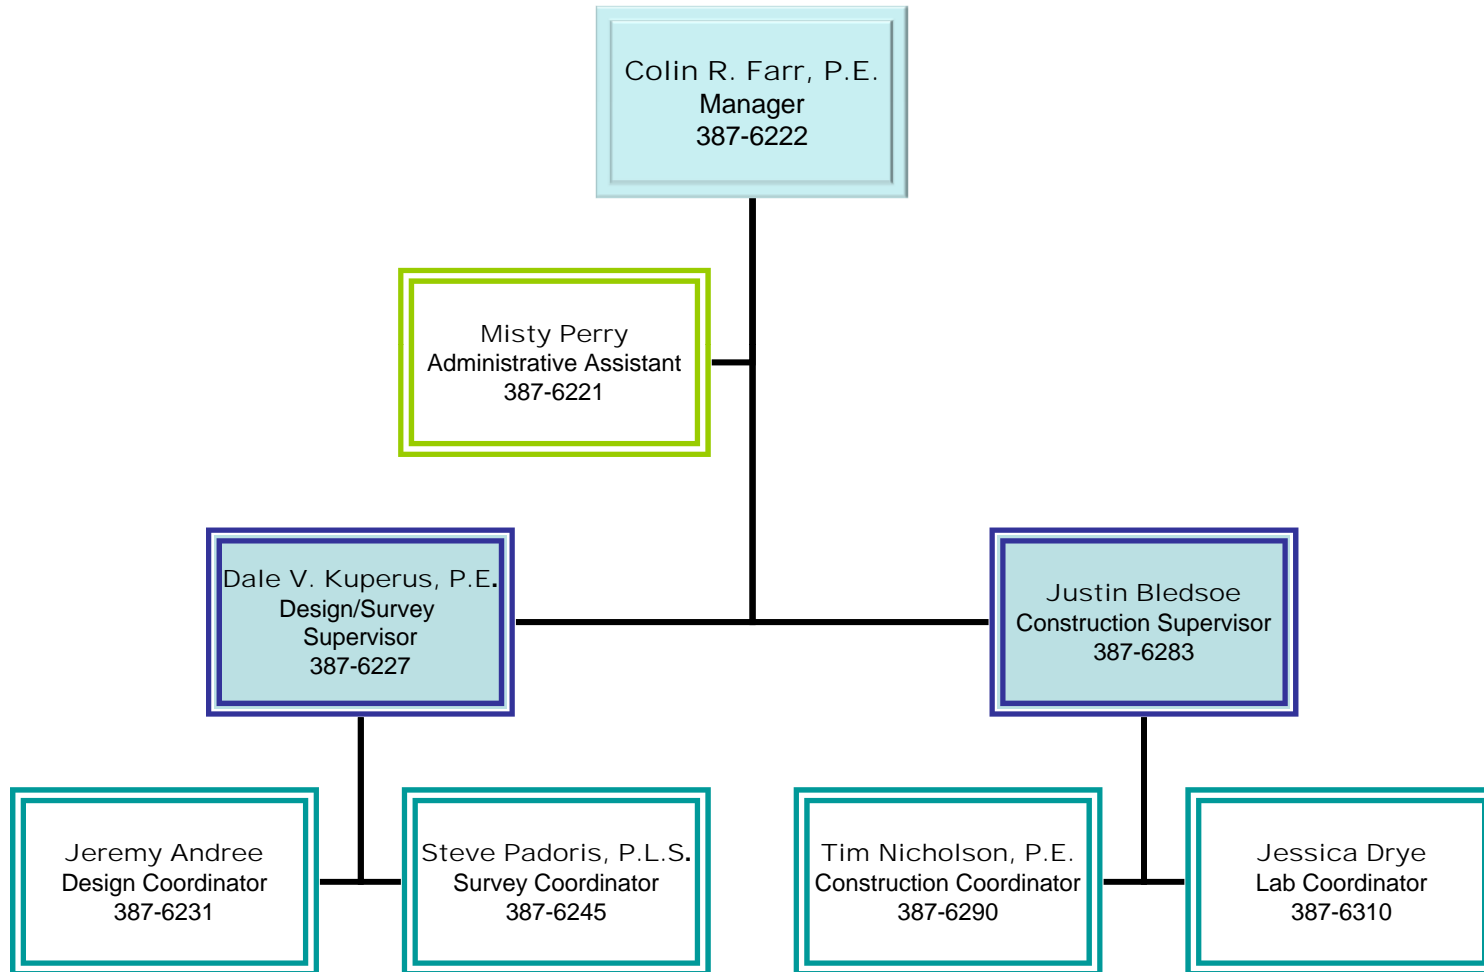 Colin R. Farr, P.E.
Manager
387-6222
Misty Perry
Administrative Assistant
387-6221
Dale V. Kuperus, P.E.
Design/Survey
Supervisor
387-6227
Justin Bledsoe
Construction Supervisor
387-6283
Jeremy Andree
Design Coordinator
387-6231
Steve Padoris, P.L.S.
Survey Coordinator
387-6245
Tim Nicholson, P.E.
Construction Coordinator
387-6290
Jessica Drye
Lab Coordinator
387-6310